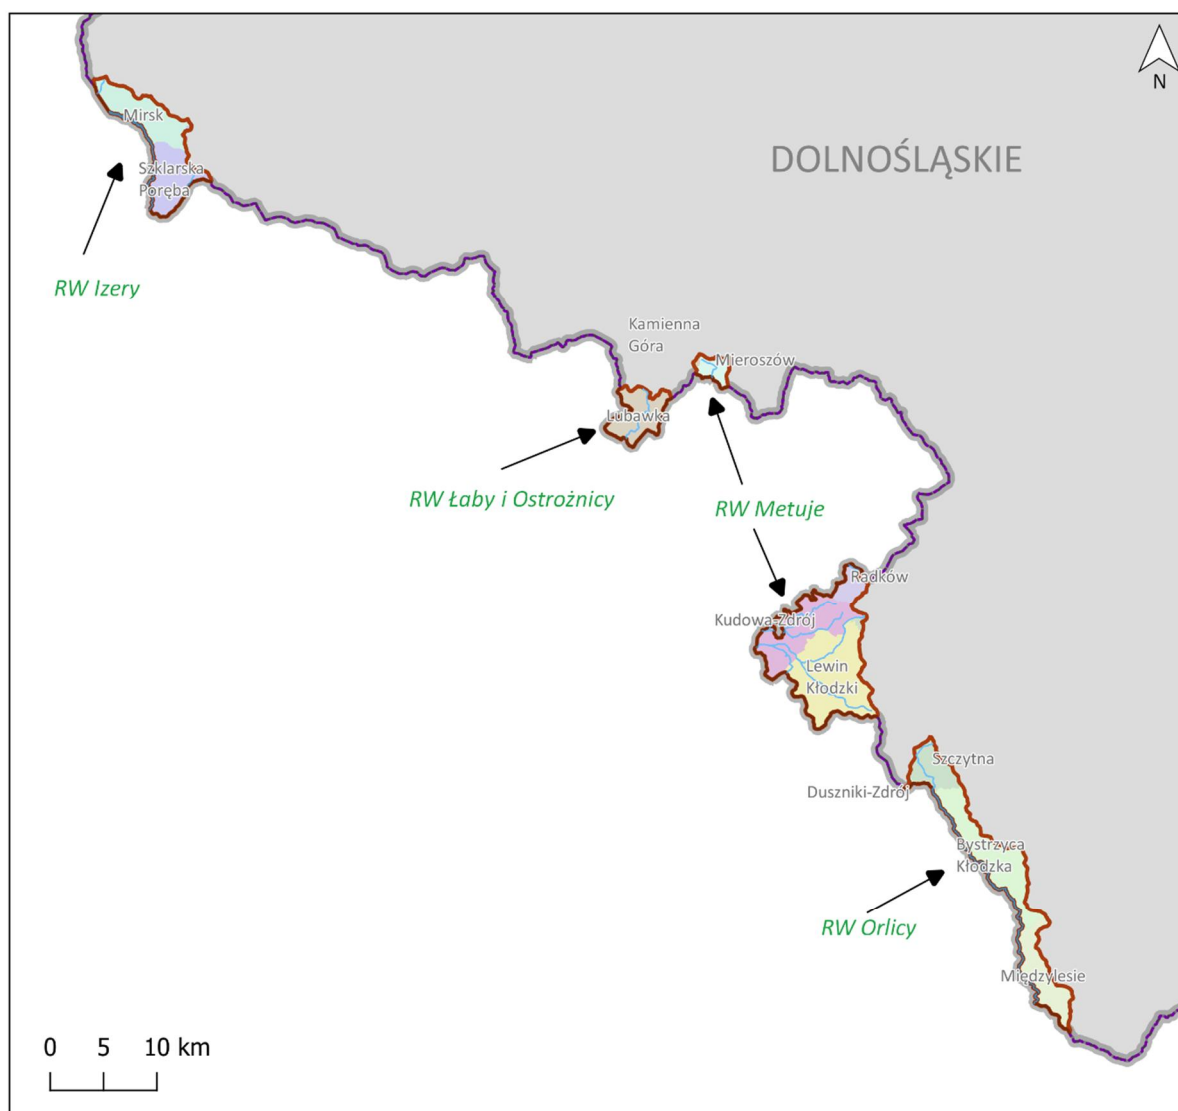 N
DOLNOŚLĄSKIE
Mirsk
Szklarska
Poręba
RW Izery
Kamienna
Góra
Mieroszów
Lubawka
RW Łaby i Ostrożnicy
RW Metuje
Radków
Kudowa-Zdrój
Lewin
Kłodzki
Szczytna
Duszniki-Zdrój
Bystrzyca
Kłodzka
RW Orlicy
Międzylesie
0 5 10 km